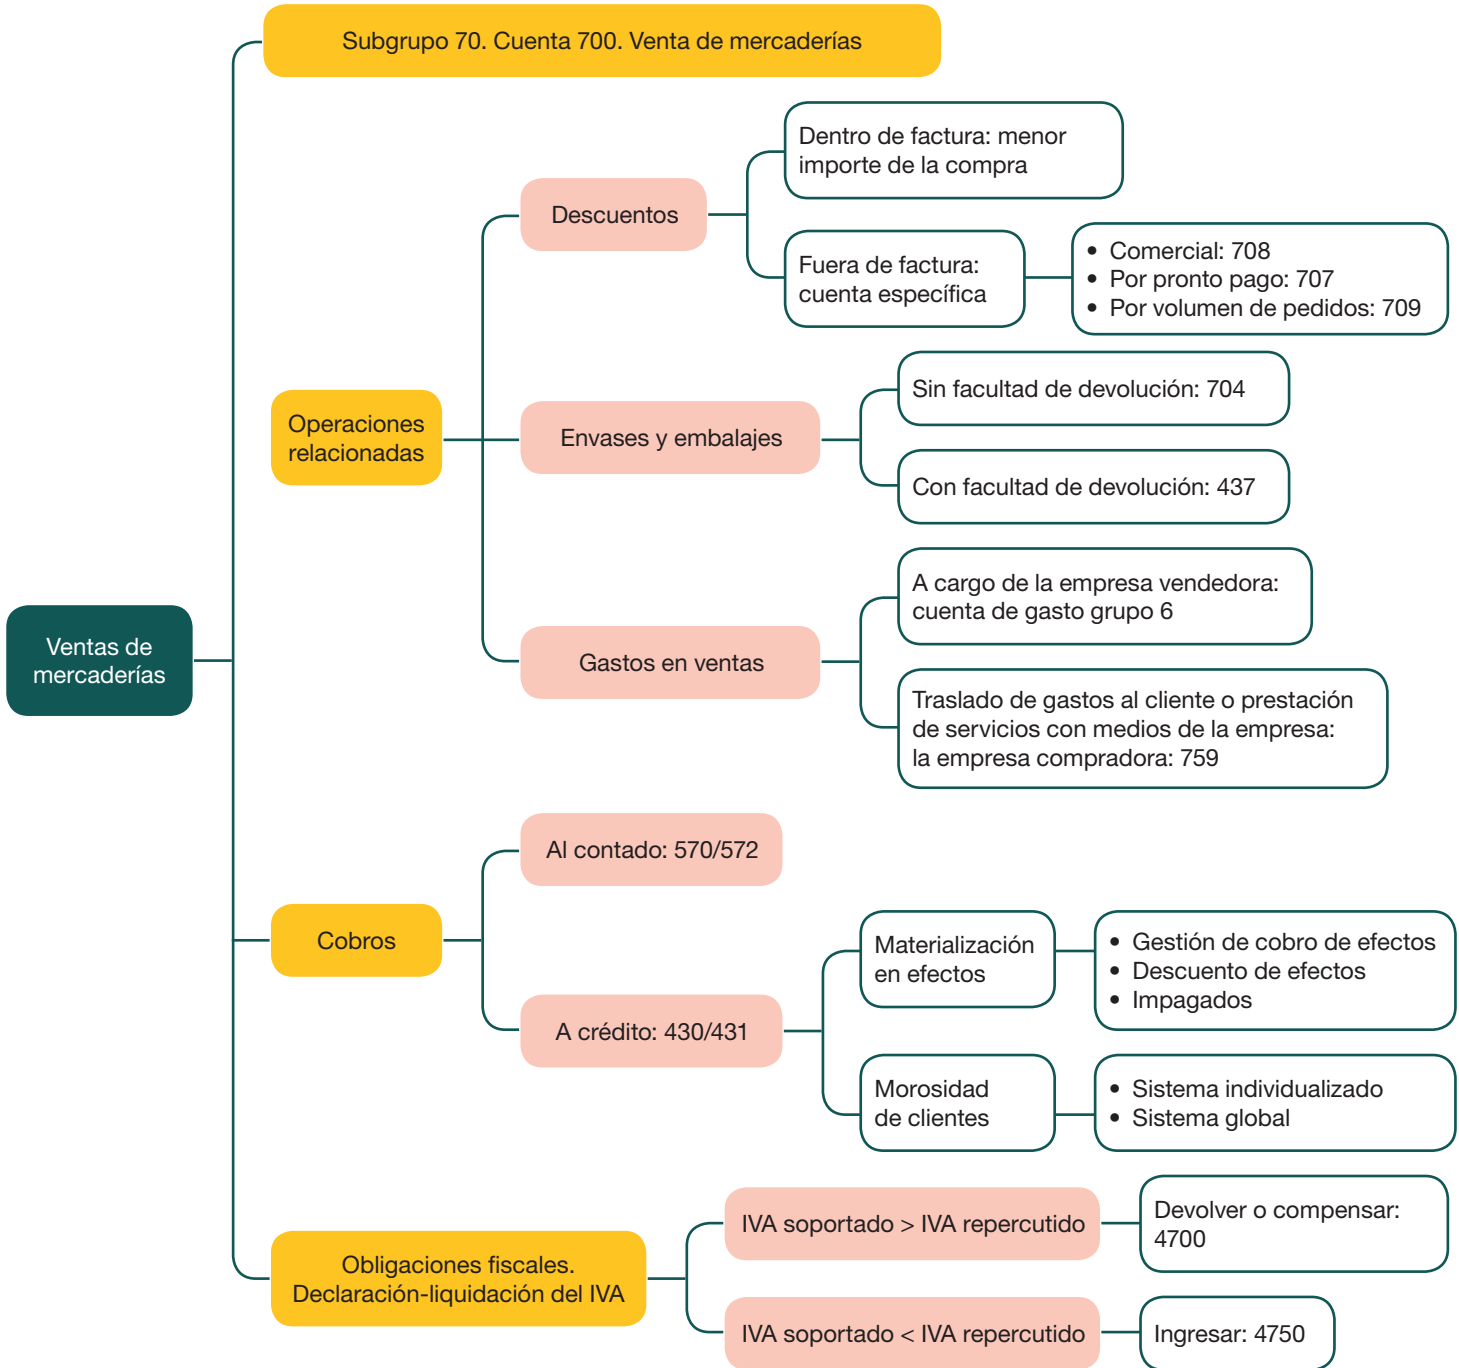 Subgrupo 70. Cuenta 700. Venta de mercaderías
Ventas de
mercaderías
Operaciones
relacionadas
Descuentos
Dentro de factura: menor
importe de la compra
Fuera de factura:
cuenta específica
• Comercial: 708
• Por pronto pago: 707
• Por volumen de pedidos: 709
Envases y embalajes
Sin facultad de devolución: 704
Con facultad de devolución: 437
Gastos en ventas
A cargo de la empresa vendedora:
cuenta de gasto grupo 6
Traslado de gastos al cliente o prestación
de servicios con medios de la empresa:
la empresa compradora: 759
Cobros
Al contado: 570/572
A crédito: 430/431
Materialización
en efectos
• Gestión de cobro de efectos
• Descuento de efectos
• Impagados
Morosidad
de clientes
• Sistema individualizado
• Sistema global
Obligaciones fiscales.
Declaración-liquidación del IVA
IVA soportado > IVA repercutido
Devolver o compensar:
4700
IVA soportado < IVA repercutido
Ingresar: 4750